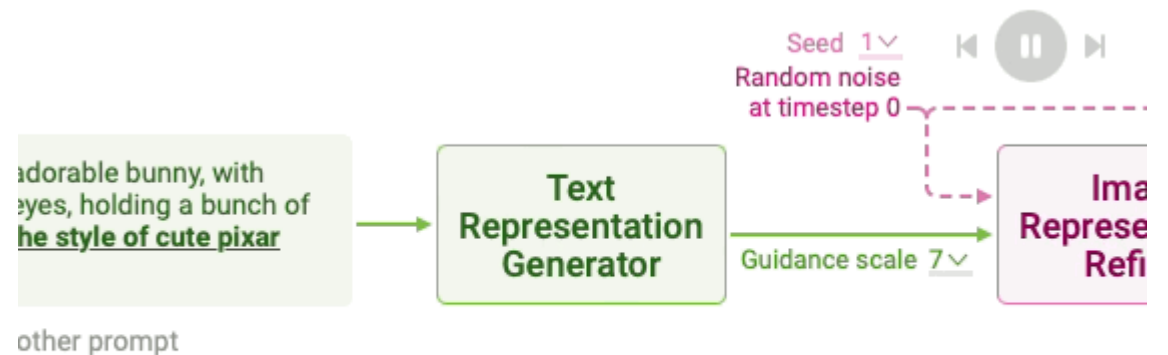 Seed 1
Random noise
at timestep 0
adorable bunny, with
eyes, holding a bunch of
he style of cute pixar
other prompt
Text
Representation
Generator
Guidance scale 7
Ima
Represe
Refi